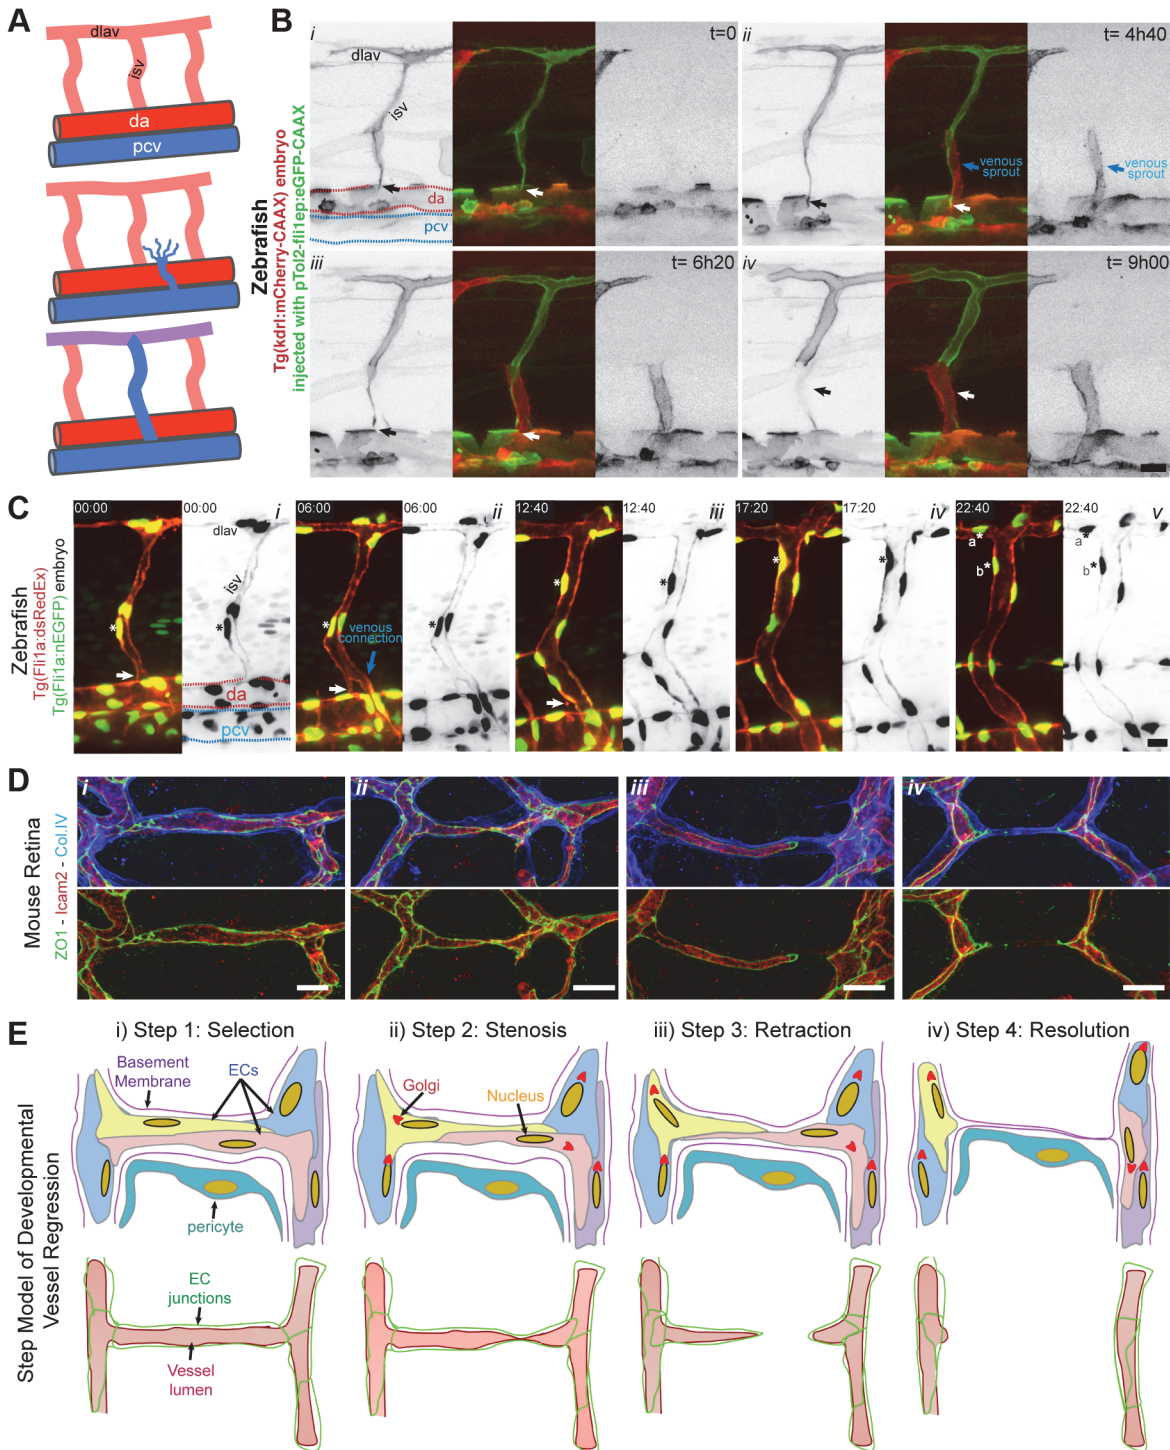 A
dlav
isv
da
pcv
B
Zebrafish
Tg(kdrl:mCherry-CAAX) embryo
injected with pTol2-fli1ep:eGFP-CAAX
i
t=0
dlav
isv
da
pcv
ii
t= 4h40
venous
sprout
venous
sprout
iii
t= 6h20
iv
t= 9h00
C
Zebrafish
Tg(Fli1a:dsRedEx)
Tg(Fli1a:nEGFP) embryo
00:00
00:00
i
dlav
isv
*
*
da
pcv
06:00
06:00
ii
*
*
venous
connection
12:40
12:40
iii
*
*
17:20
17:20
iv
*
*
22:40
22:40
v
a*
a*
b*
b*
D
Mouse Retina
ZO1 - Icam2 - Col.IV
i
ii
iii
iv
E
Step Model of Developmental
Vessel Regression
i) Step 1: Selection
ii) Step 2: Stenosis
iii) Step 3: Retraction
iv) Step 4: Resolution
Basement
Membrane
ECs
Golgi
Nucleus
pericyte
EC
junctions
Vessel
lumen